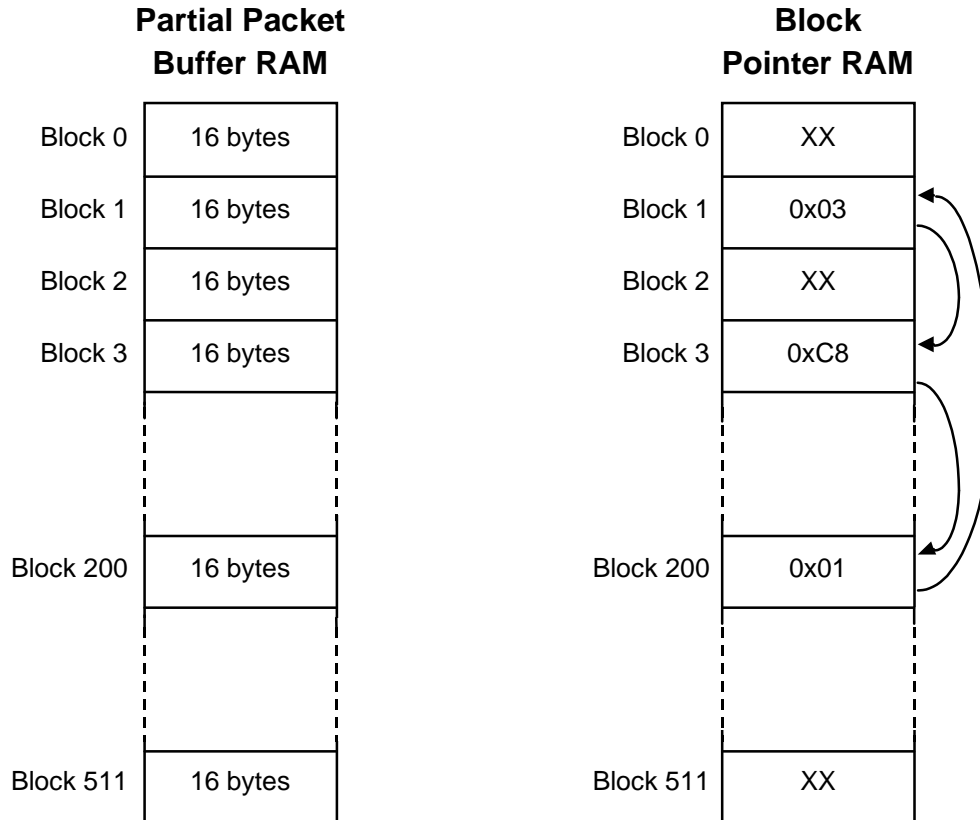 Partial Packet
Buffer RAM
Block 0 16 bytes
Block 1 16 bytes
Block 2 16 bytes
Block 3 16 bytes
Block 200 16 bytes
Block 511 16 bytes
Block
Pointer RAM
Block 0 XX
Block 1 0x03
Block 2 XX
Block 3 0xC8
Block 200 0x01
Block 511 XX